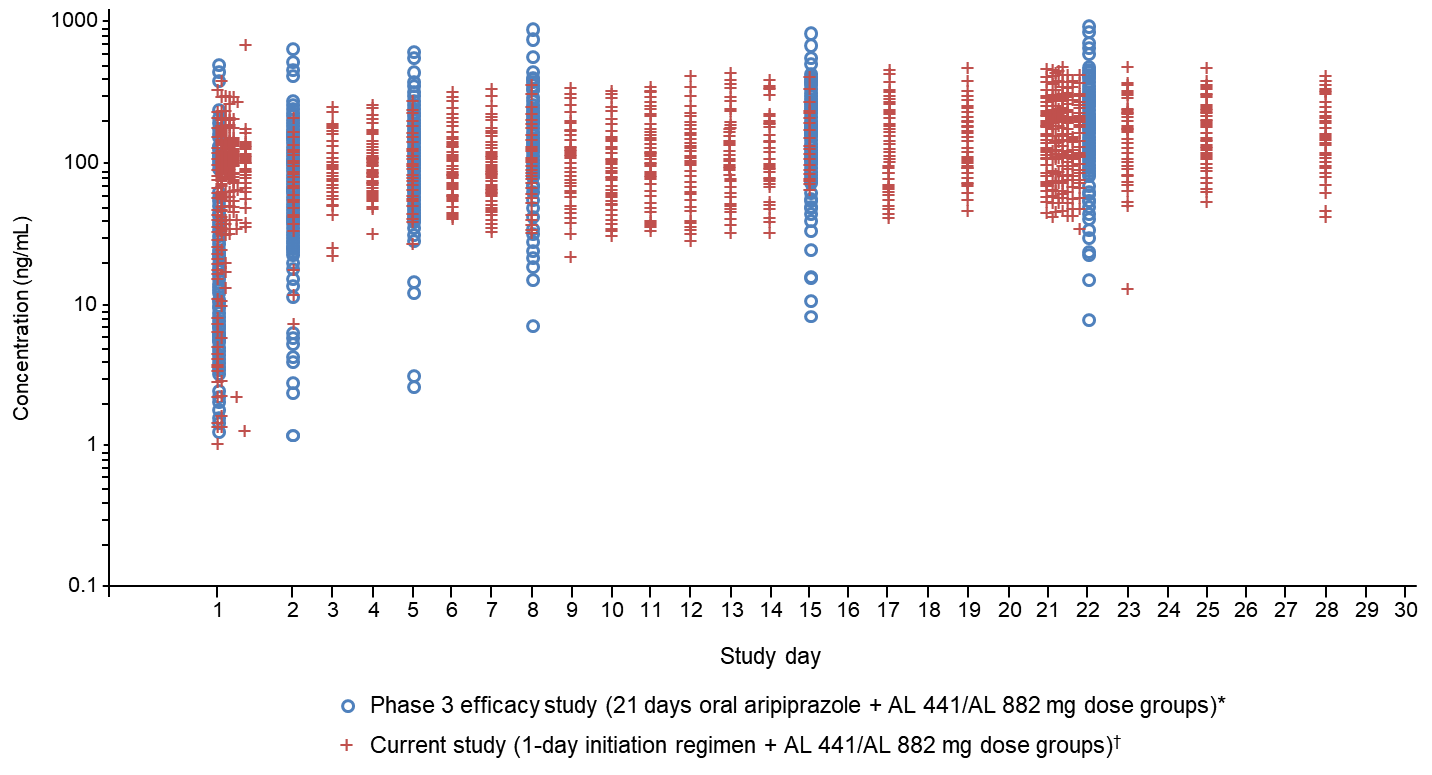 1000
100
10
1
0.1
Concentration (ng/mL)
1 2 3 4 5 6 7 8 9 10 11 12 13 14 15 16 17 18 19 20 21 22 23 24 25 26 27 28 29 30
Study day
Phase 3 efficacy study (21 days oral aripiprazole + AL 441/AL 882 mg dose groups)*
Current study (1-day initiation regimen + AL 441/AL 882 mg dose groups)†